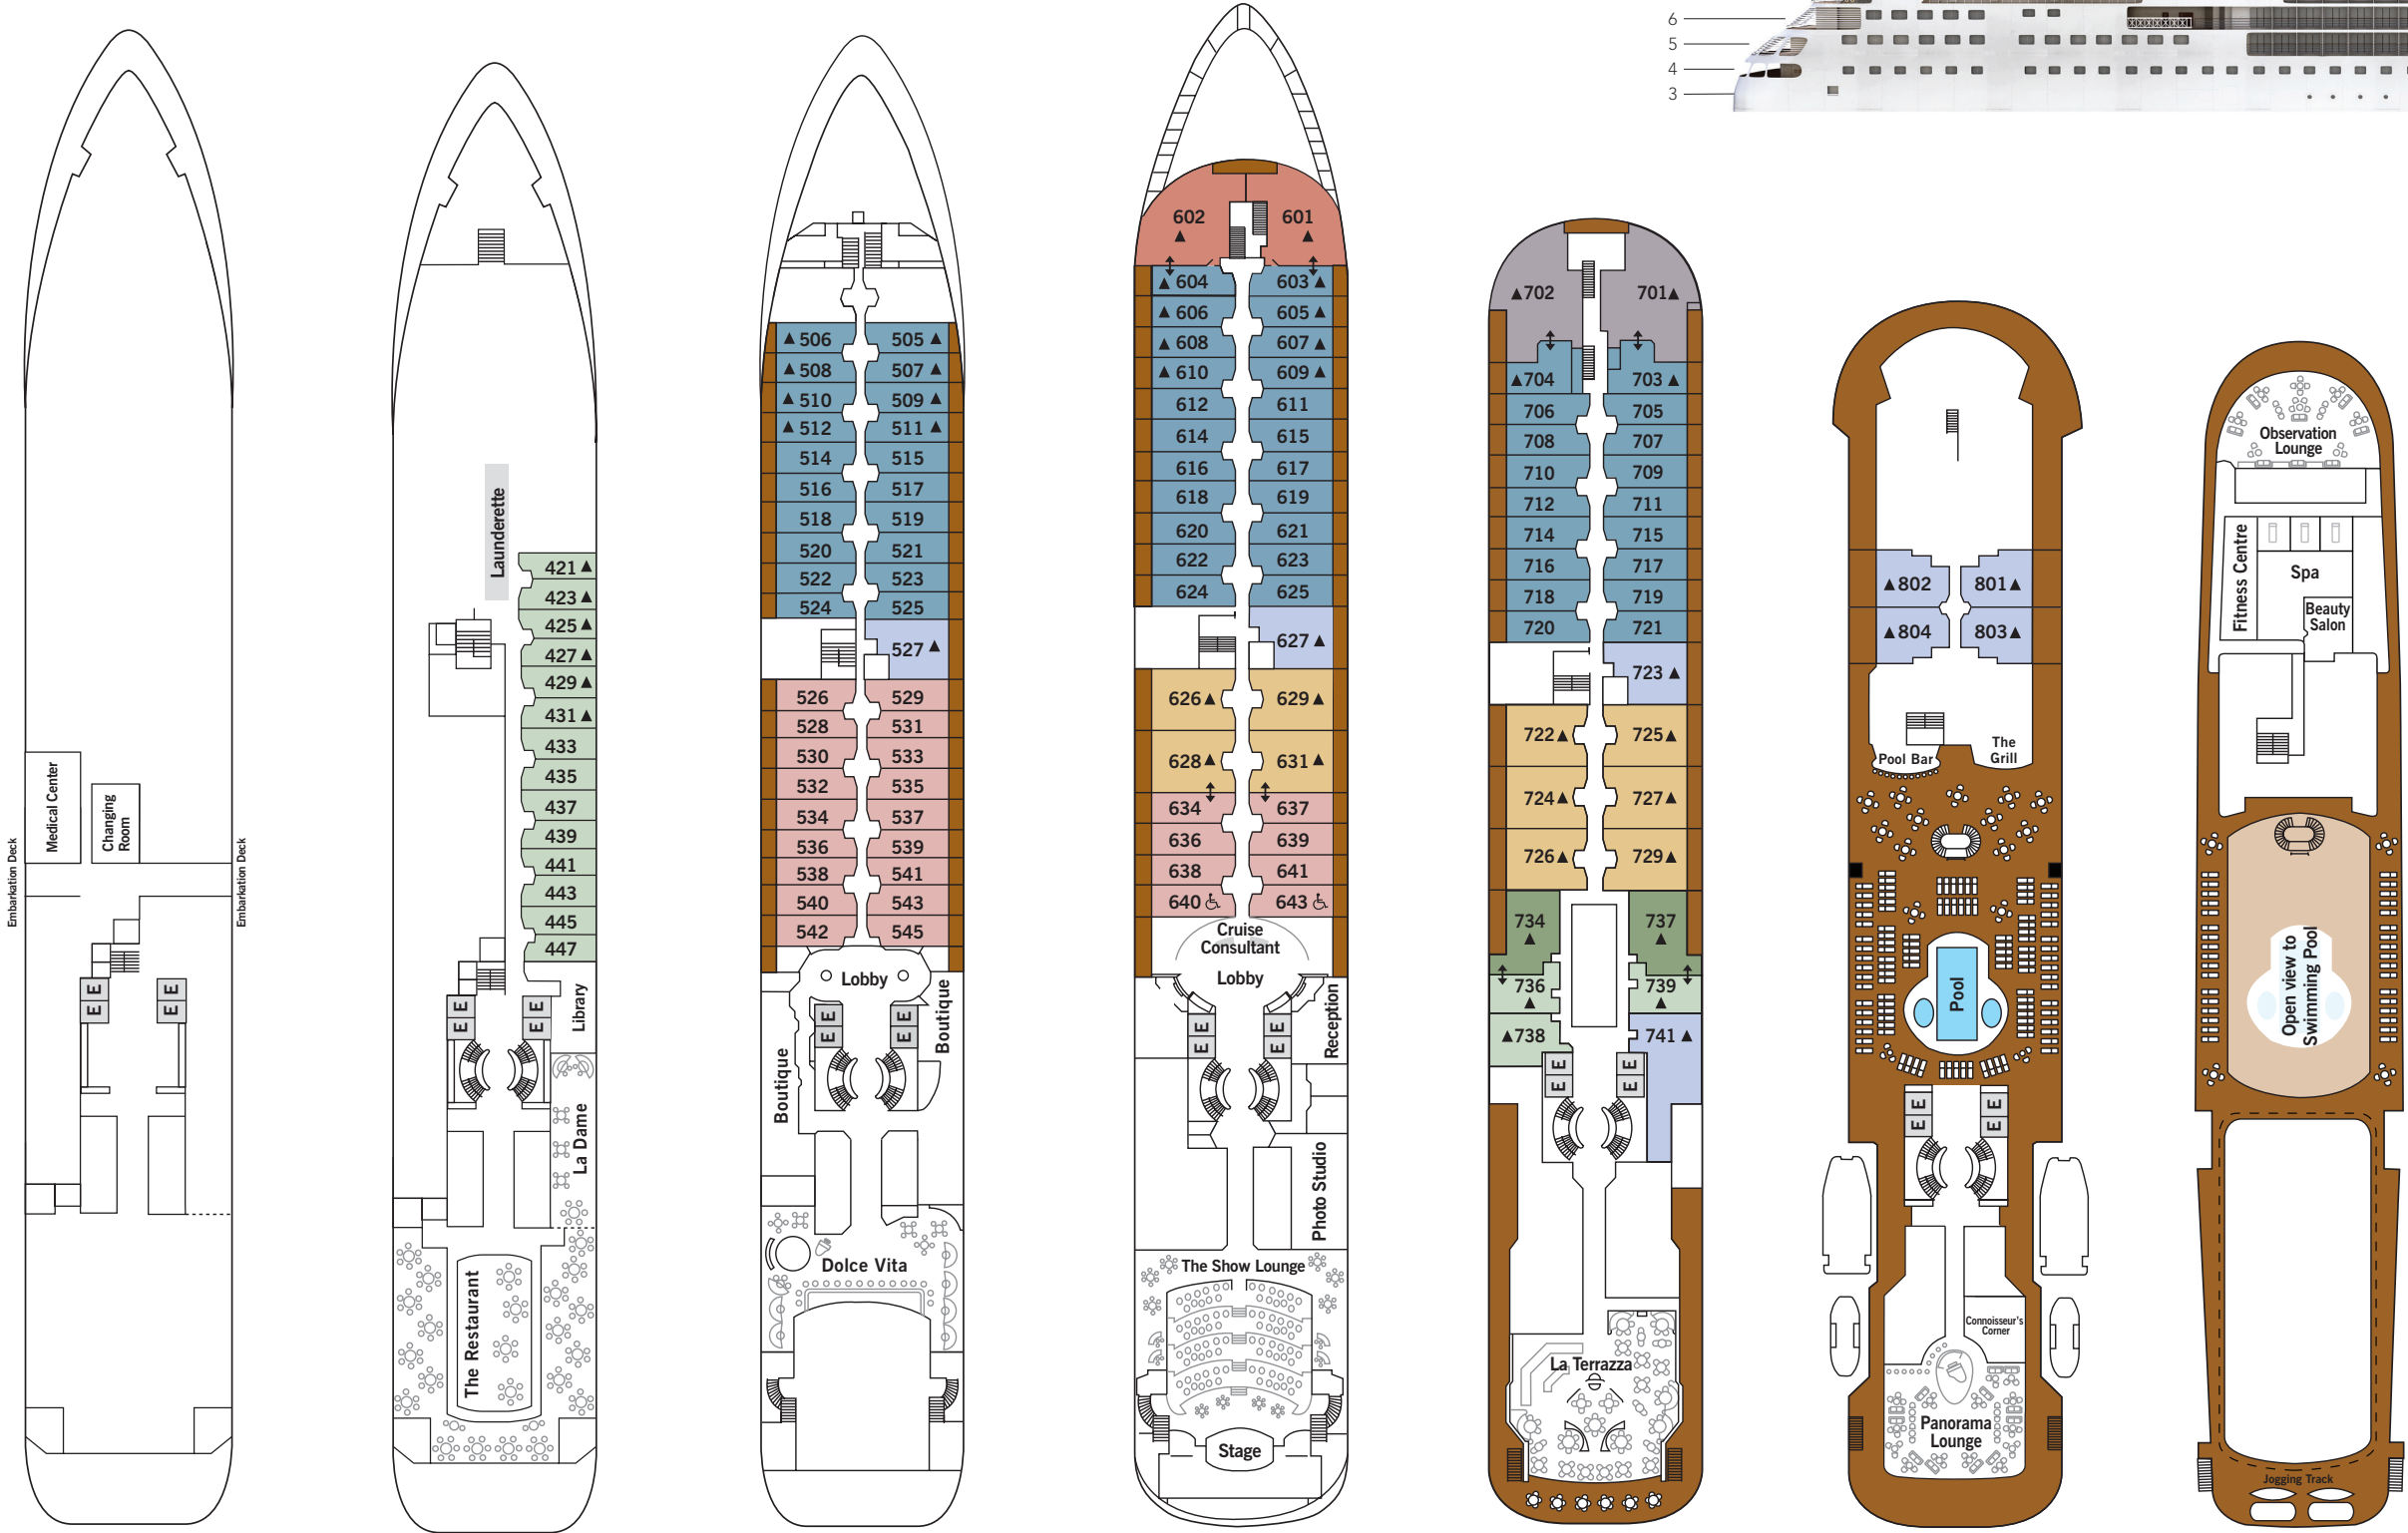 6
5
4
3
Embarkation Deck
Medical Center
Changing
Room
Embarkation Deck
E E
E E
Launderette
421 ▲
423 ▲
425 ▲
427 ▲
429 ▲
431 ▲
433
435
437
439
441
443
445
447
Library
E E
E E
La Dame
The Restaurant
▲ 506 505 ▲
▲ 508 507 ▲
▲ 510 509 ▲
▲ 512 511 ▲
514 515
516 517
518 519
520 521
522 523
524 525
527 ▲
526 529
528 531
530 533
532 535
534 537
536 539
538 541
540 543
542 545
Lobby
Boutique
Boutique
E E
E E
Dolce Vita
602 601
▲ ▲
▲ 604 603 ▲
▲ 606 605 ▲
▲ 608 607 ▲
▲ 610 609 ▲
612 611
614 615
616 617
618 619
620 621
622 623
624 625
627 ▲
626 ▲ 629 ▲
628 ▲ 631 ▲
634 637
636 639
638 641
640 643
Cruise
Consultant
Lobby
Reception
E E
E E
Photo Studio
The Show Lounge
Stage
▲702 701▲
▲704 703 ▲
706 705
708 707
710 709
712 711
714 715
716 717
718 719
720 721
723 ▲
722▲ 725▲
724▲ 727▲
726▲ 729▲
734 737
▲ ▲
736 739
▲ ▲
▲738 741 ▲
E E
E E
La Terrazza
▲802 801▲
▲804 803▲
Pool Bar
The
Grill
Pool
E E
E E
Connoisseur's
Corner
Panorama
Lounge
Observation
Lounge
Fitness Centre
Spa
Beauty
Salon
Open view to
Swimming Pool
Jogging Track